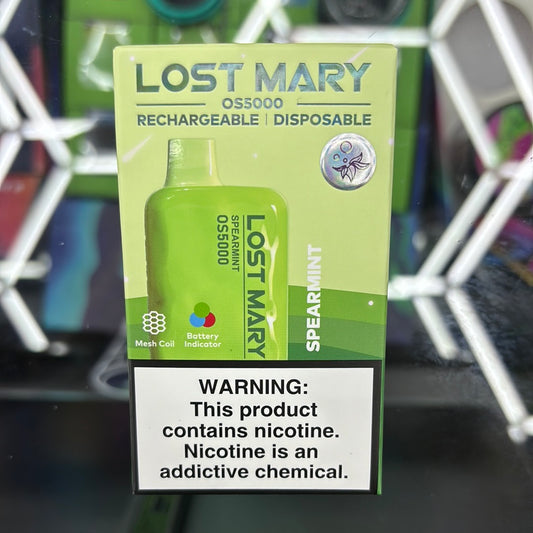 LOST MARY
OS5000
RECHARGEABLE | DISPOSABLE
LOST MARY
SPEARMINT
OS5000
SPEARMINT
Mesh Coil
Battery
Indicator
WARNING:
This product
contains nicotine.
Nicotine is an
addictive chemical.